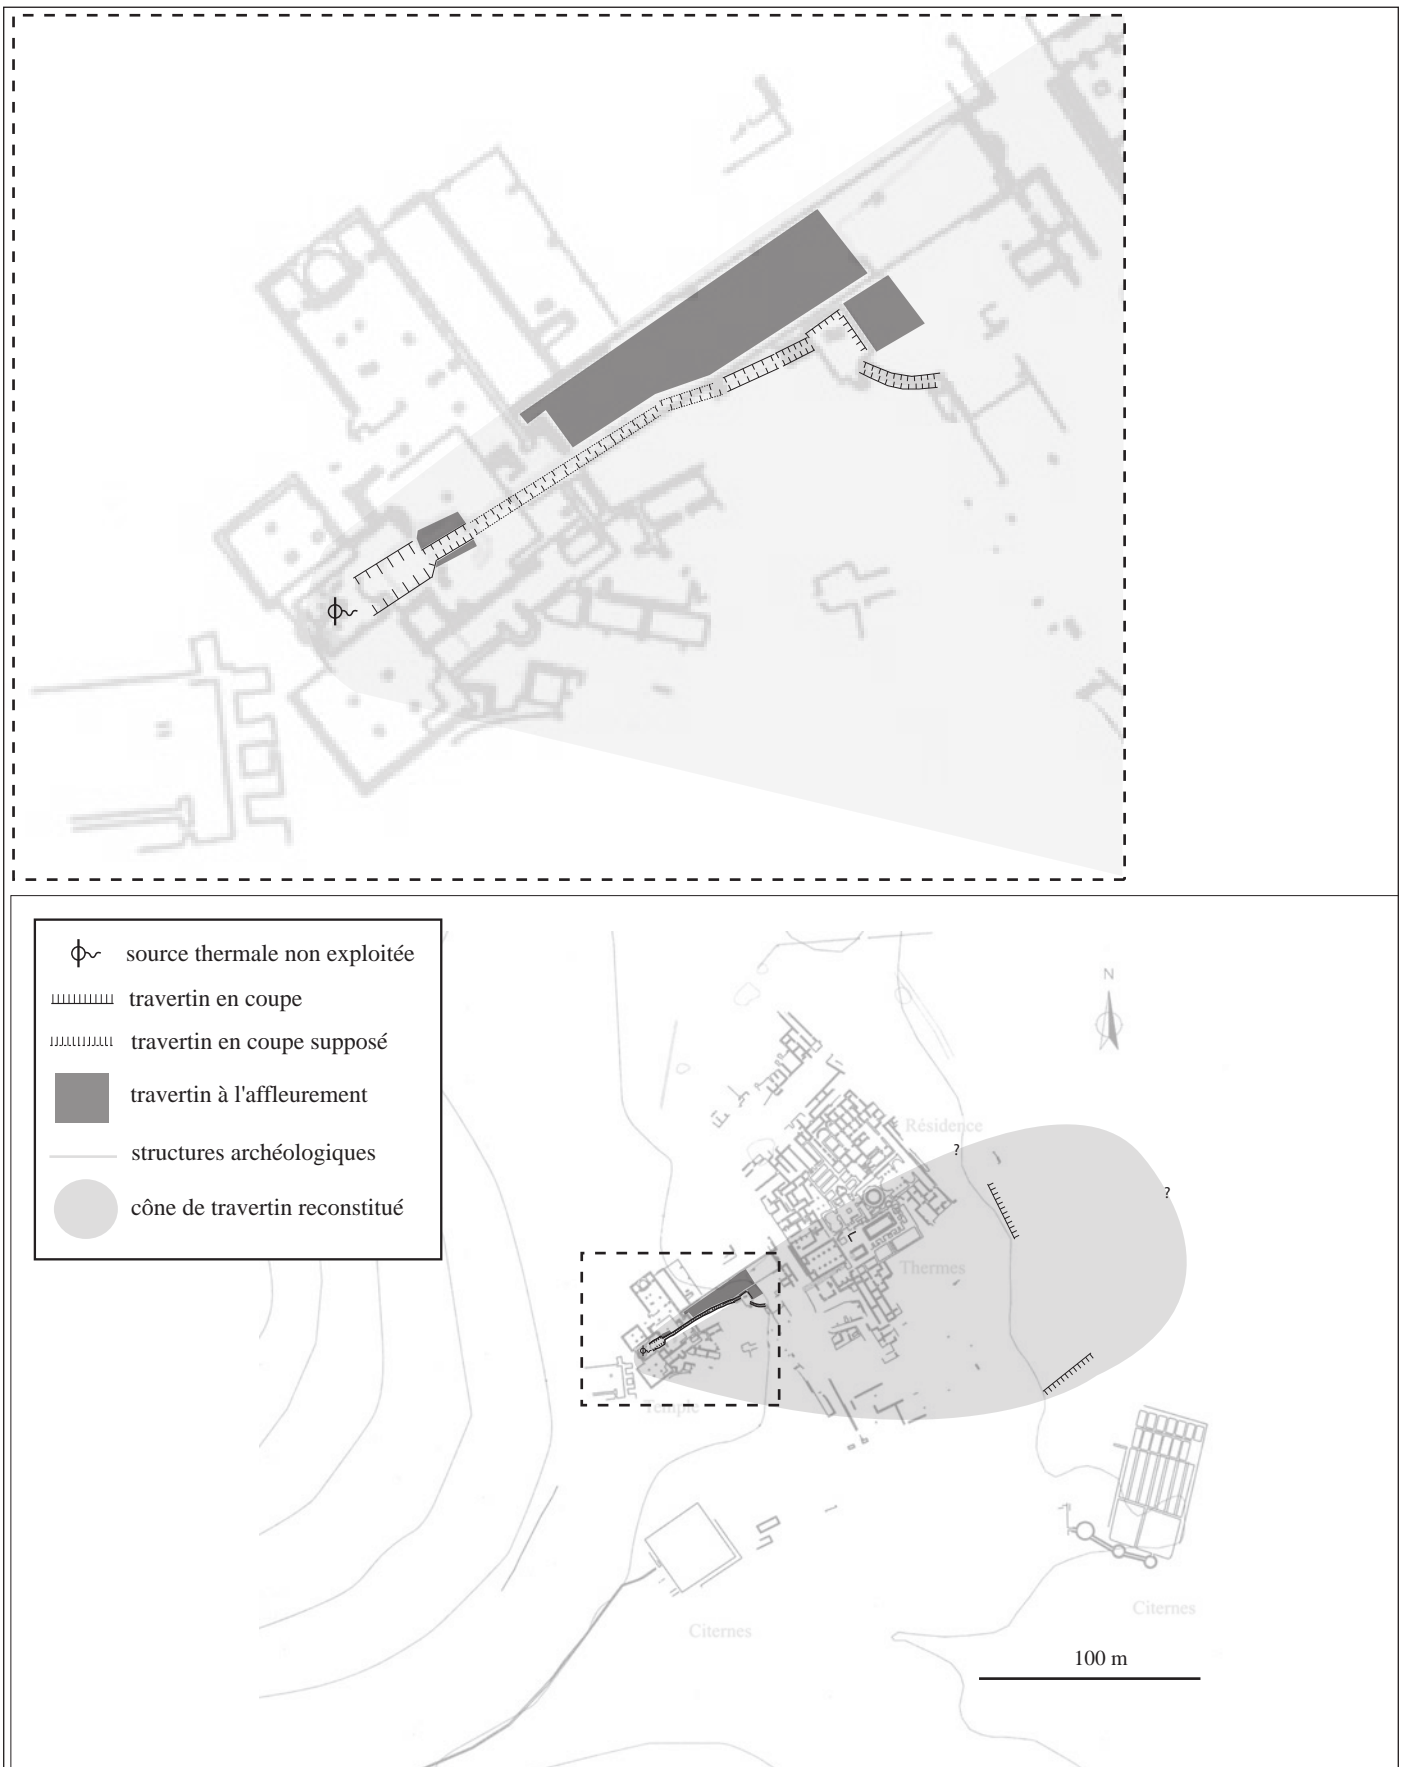 source thermale non exploitée
travertin en coupe
travertin en coupe supposé
travertin à l'affleurement
structures archéologiques
cône de travertin reconstitué
N
Résidence
?
?
Thermes
Temple
Citernes
Citernes
100 m